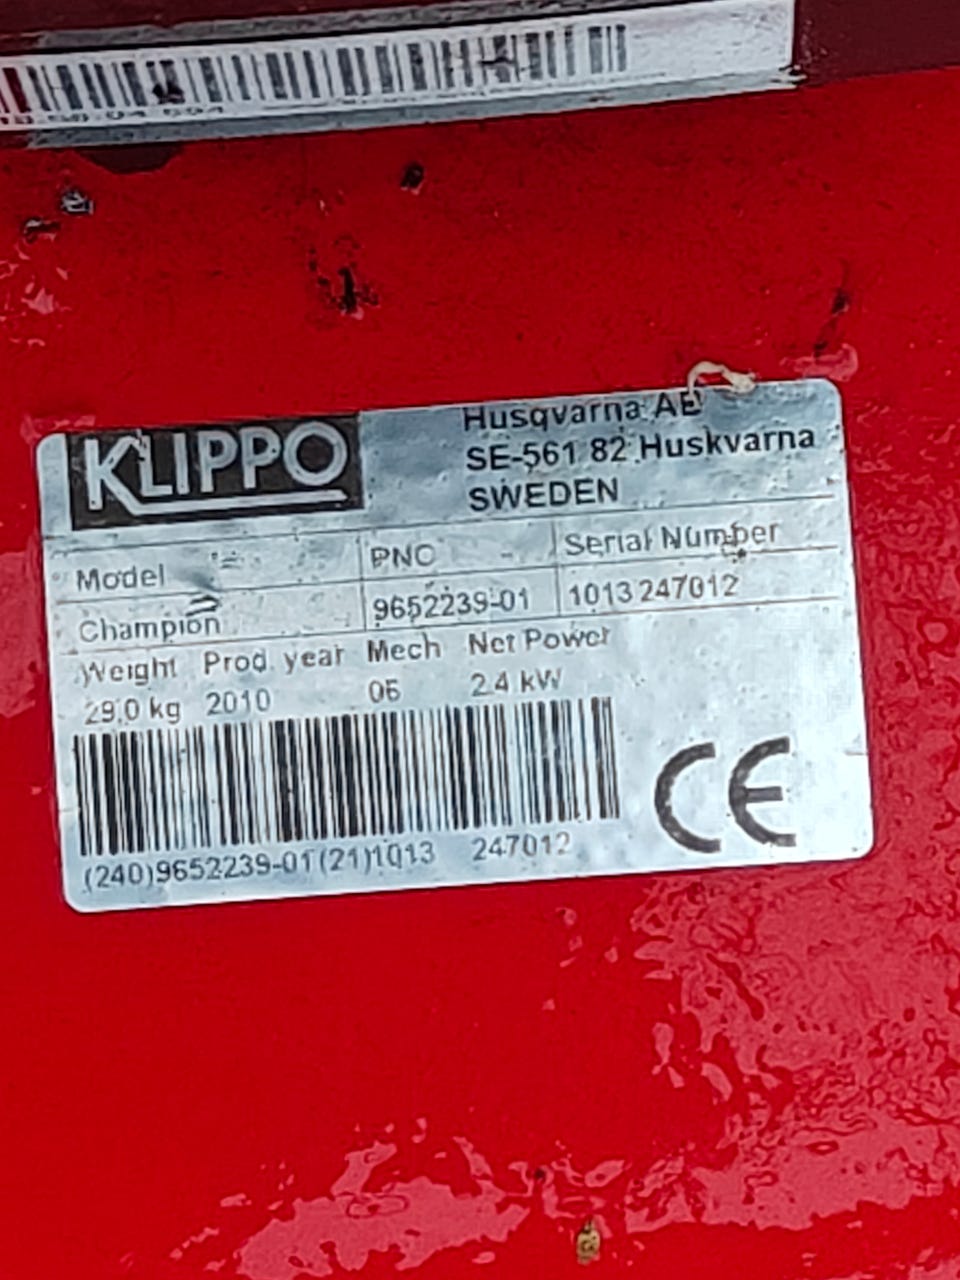 KLIPPO
Husqvarna AB
SE-561 82 Huskvarna
SWEDEN
Model PNC Serial Number
Champion 9652239-01 1013 247012
Weight Prod. year Mech Net Power
29.0 kg 2010 06 2.4 kW
(240)9652239-01(21)1013 247012
CE